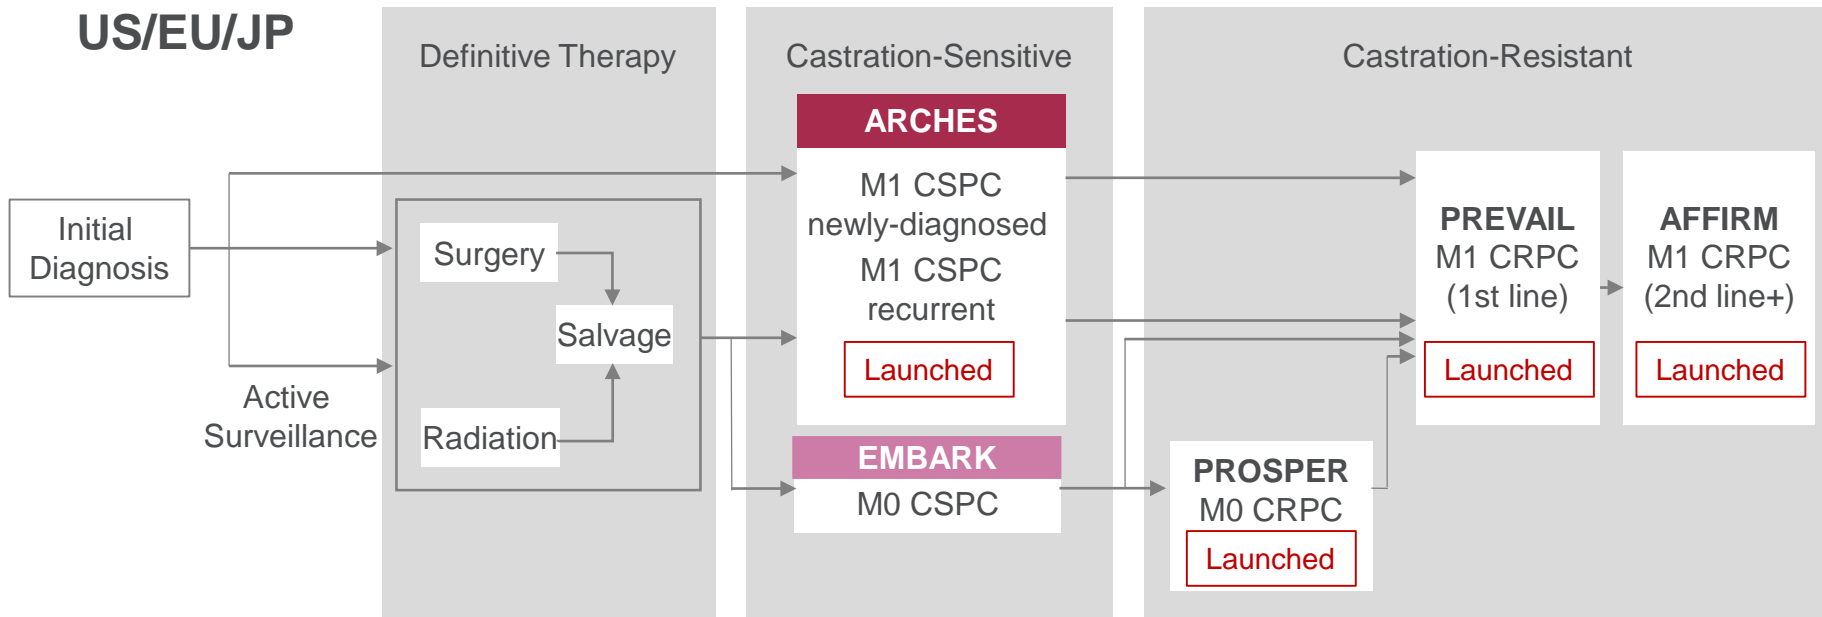 US/EU/JP
Definitive Therapy
Castration-Sensitive
Castration-Resistant
Initial
Diagnosis
Active
Surveillance
Surgery
Salvage
Radiation
ARCHES
M1 CSPC
newly-diagnosed
M1 CSPC
recurrent
Launched
EMBARK
M0 CSPC
PROSPER
M0 CRPC
Launched
PREVAIL
M1 CRPC
(1st line)
Launched
AFFIRM
M1 CRPC
(2nd line+)
Launched